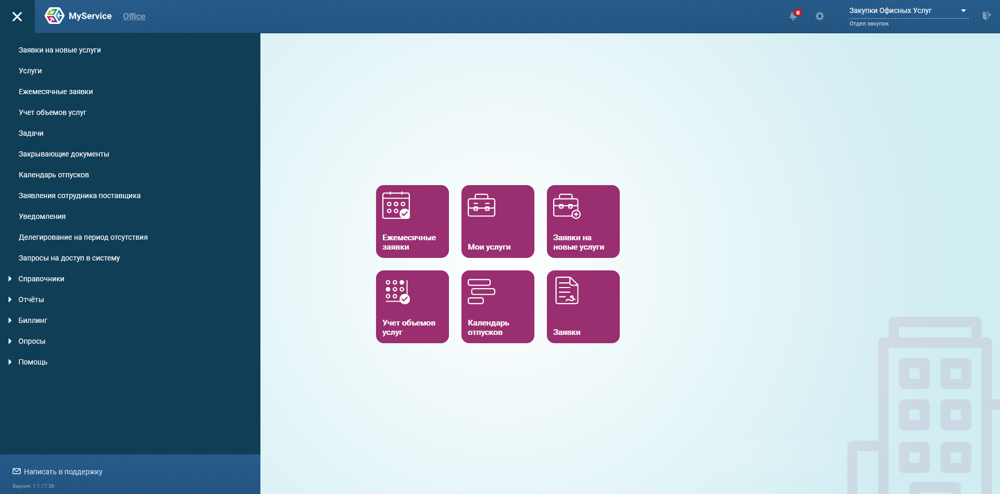 MyService Office
0
Закупки Офисных Услуг
Отдел закупок
Заявки на новые услуги
Услуги
Ежемесячные заявки
Учет объемов услуг
Задачи
Закрывающие документы
Календарь отпусков
Заявления сотрудника поставщика
Уведомления
Делегирование на период отсутствия
Запросы на доступ в систему
Справочники
Отчёты
Биллинг
Опросы
Помощь
Написать в поддержку
Версия: 1.1.17.38
Ежемесячные
заявки
Мои услуги
Заявки на
новые услуги
Учет объемов
услуг
Календарь
отпусков
Заявки